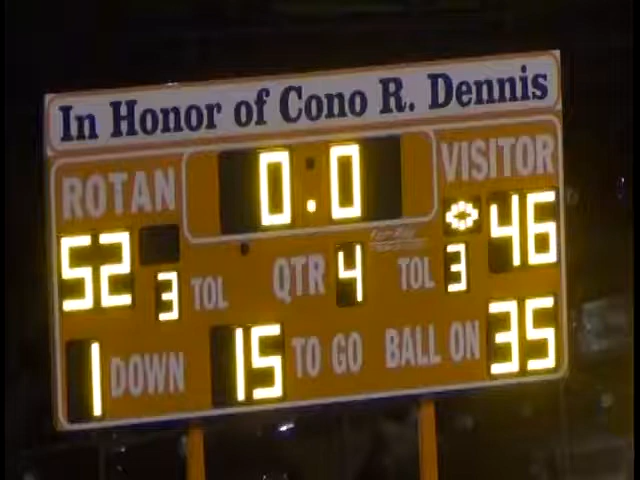 In Honor of Cono R. Dennis
ROTAN 0.0 VISITOR
52 46
3 TOL QTR 4 TOL 3
1 DOWN 15 TO GO BALL ON 35